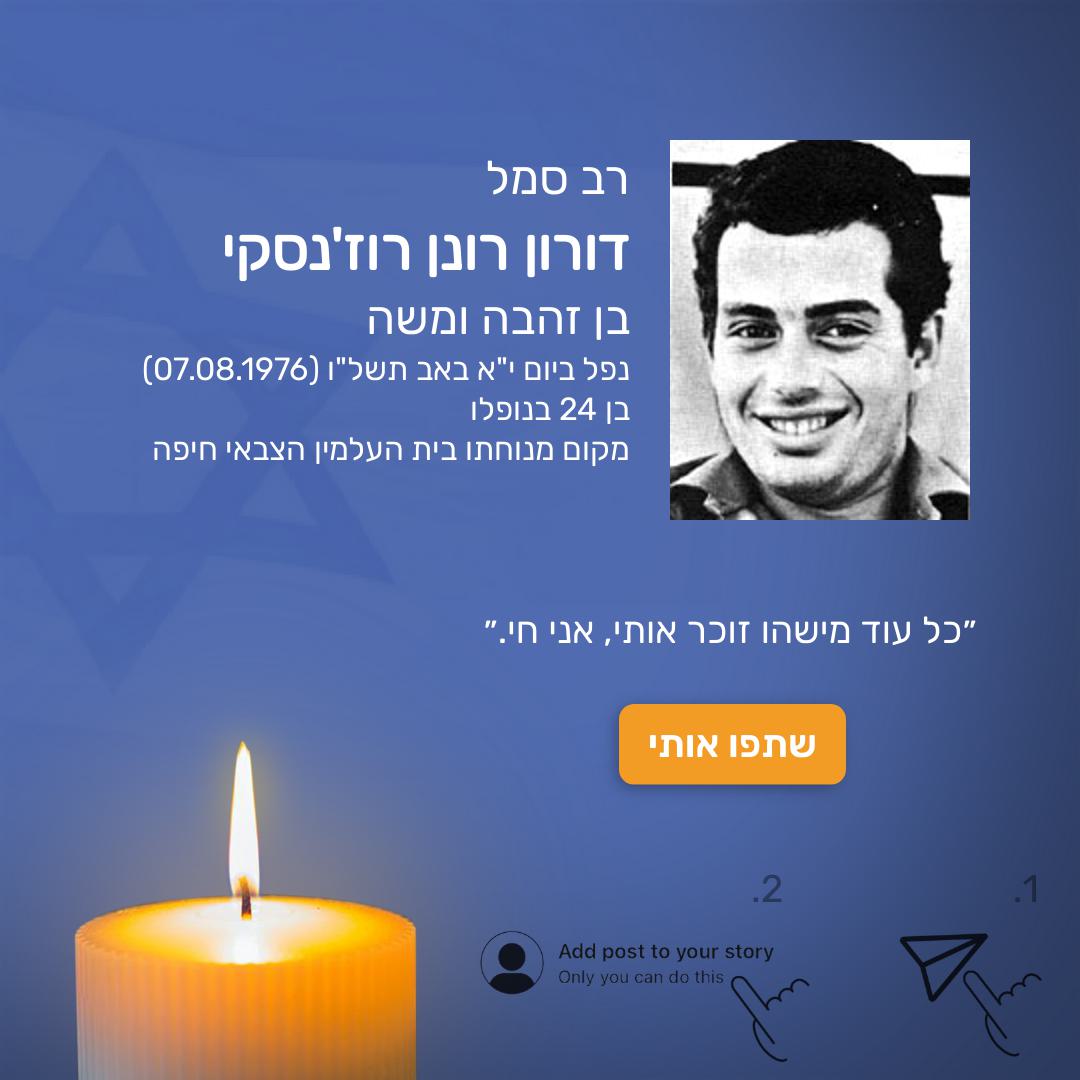 רב סמל
דורון רונן רוז'נסקי
בן זהבה ומשה
נפל ביום י"א באב תשל"ו (07.08.1976)
בן 24 בנופלו
מקום מנוחתו בית העלמין הצבאי חיפה
״כל עוד מישהו זוכר אותי, אני חי.״
שתפו אותי
.1
.2
Add post to your story
Only you can do this